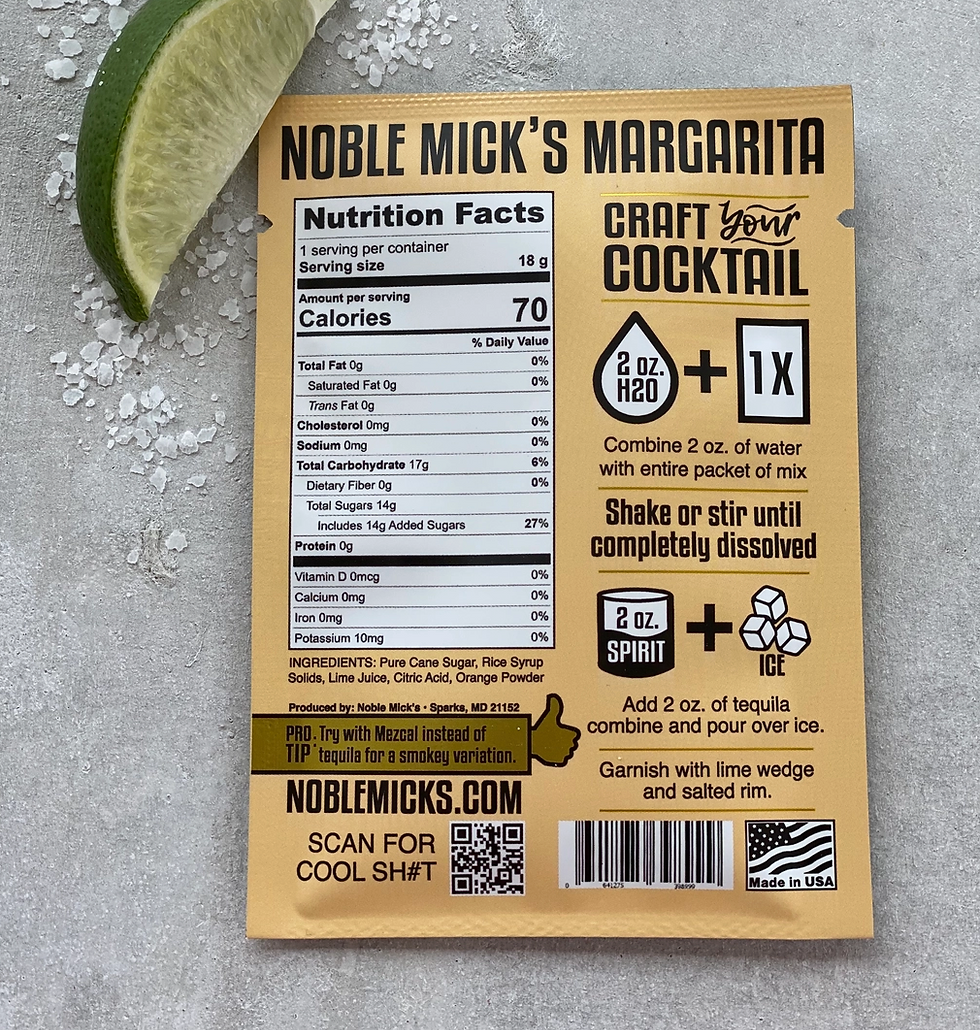 NOBLE MICK'S MARGARITA
Nutrition Facts
1 serving per container
Serving size 18 g
Amount per serving
Calories 70
% Daily Value
Total Fat 0g 0%
Saturated Fat 0g 0%
Trans Fat 0g
Cholesterol 0mg 0%
Sodium 0mg 0%
Total Carbohydrate 17g 6%
Dietary Fiber 0g 0%
Total Sugars 14g
Includes 14g Added Sugars 27%
Protein 0g
Vitamin D 0mcg 0%
Calcium 0mg 0%
Iron 0mg 0%
Potassium 10mg 0%
INGREDIENTS: Pure Cane Sugar, Rice Syrup
Solids, Lime Juice, Citric Acid, Orange Powder
Produced by: Noble Mick's • Sparks, MD 21152
PRO TIP: Try with Mezcal instead of
tequila for a smokey variation.
NOBLEMICKS.COM
SCAN FOR
COOL SH#T
CRAFT Your
COCKTAIL
2 oz.
H2O
+
1X
Combine 2 oz. of water
with entire packet of mix
Shake or stir until
completely dissolved
2 oz.
SPIRIT
+
ICE
Add 2 oz. of tequila
combine and pour over ice.
Garnish with lime wedge
and salted rim.
0 641275 398999
Made in USA